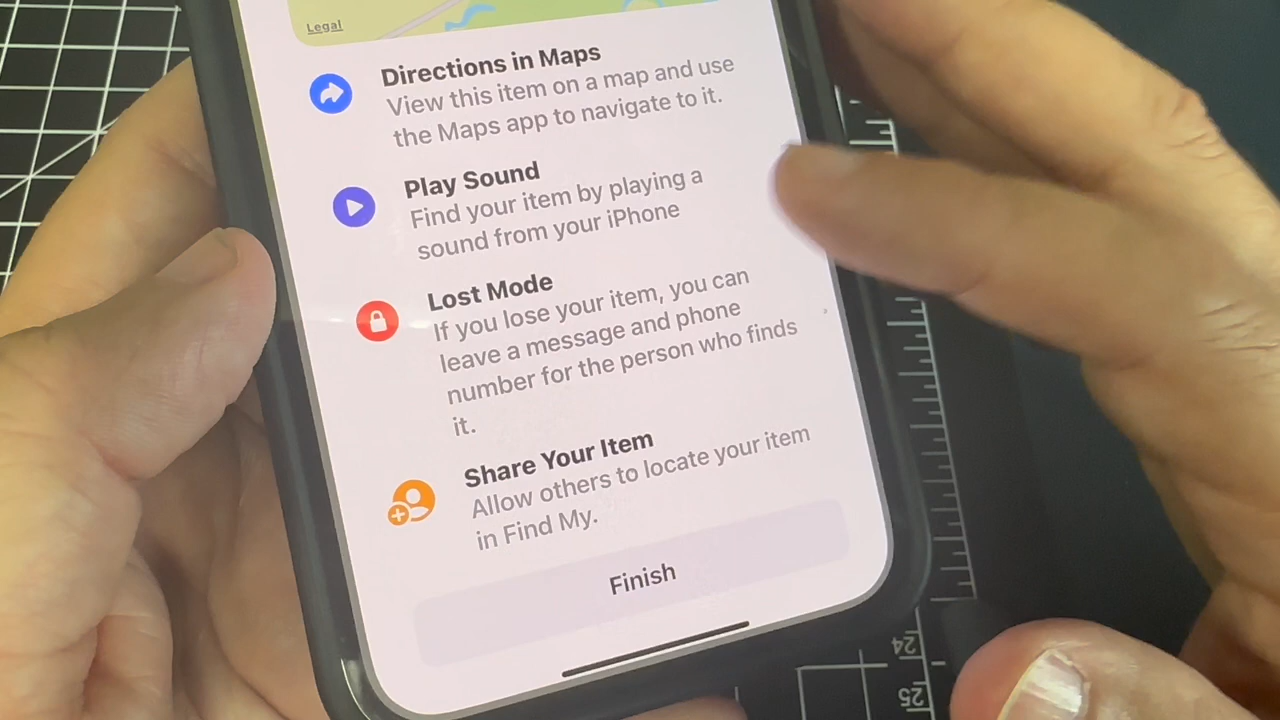 Legal
Directions in Maps
View this item on a map and use
the Maps app to navigate to it.
Play Sound
Find your item by playing a
sound from your iPhone
Lost Mode
If you lose your item, you can
leave a message and phone
number for the person who finds
it.
Share Your Item
Allow others to locate your item
in Find My.
Finish
24
25